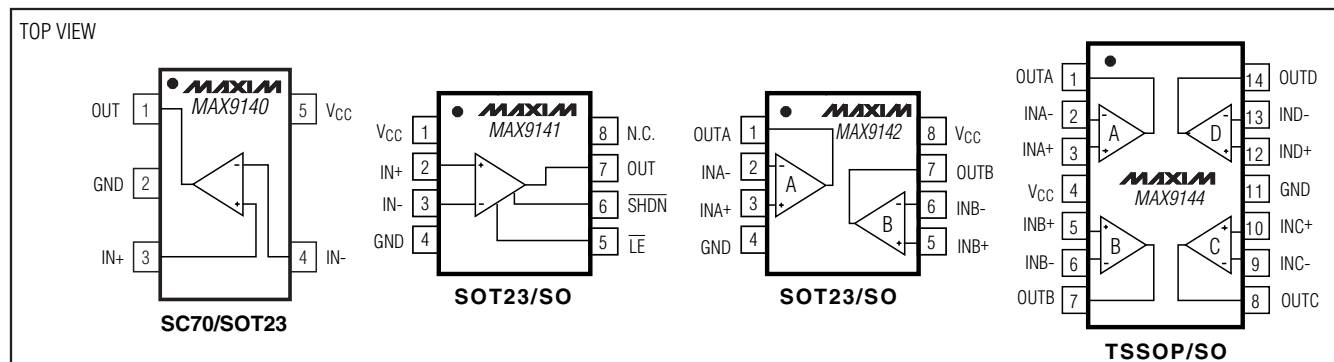 TOP VIEW
MAXIM
MAX9140
OUT 1
5 VCC
GND 2
IN+ 3
4 IN-
-
+
SC70/SOT23
MAXIM
MAX9141
VCC 1
8 N.C.
IN+ 2
7 OUT
IN- 3
6 SHDN
GND 4
5 LE
+
-
SOT23/SO
MAXIM
MAX9142
OUTA 1
8 VCC
INA- 2
7 OUTB
INA+ 3
6 INB-
GND 4
5 INB+
-
A
+
-
B
+
SOT23/SO
OUTA 1
14 OUTD
INA- 2
13 IND-
INA+ 3
12 IND+
VCC 4
11 GND
INB+ 5
10 INC+
INB- 6
9 INC-
OUTB 7
8 OUTC
-
A
+
-
D
+
MAXIM
MAX9144
+
B
-
+
C
-
TSSOP/SO